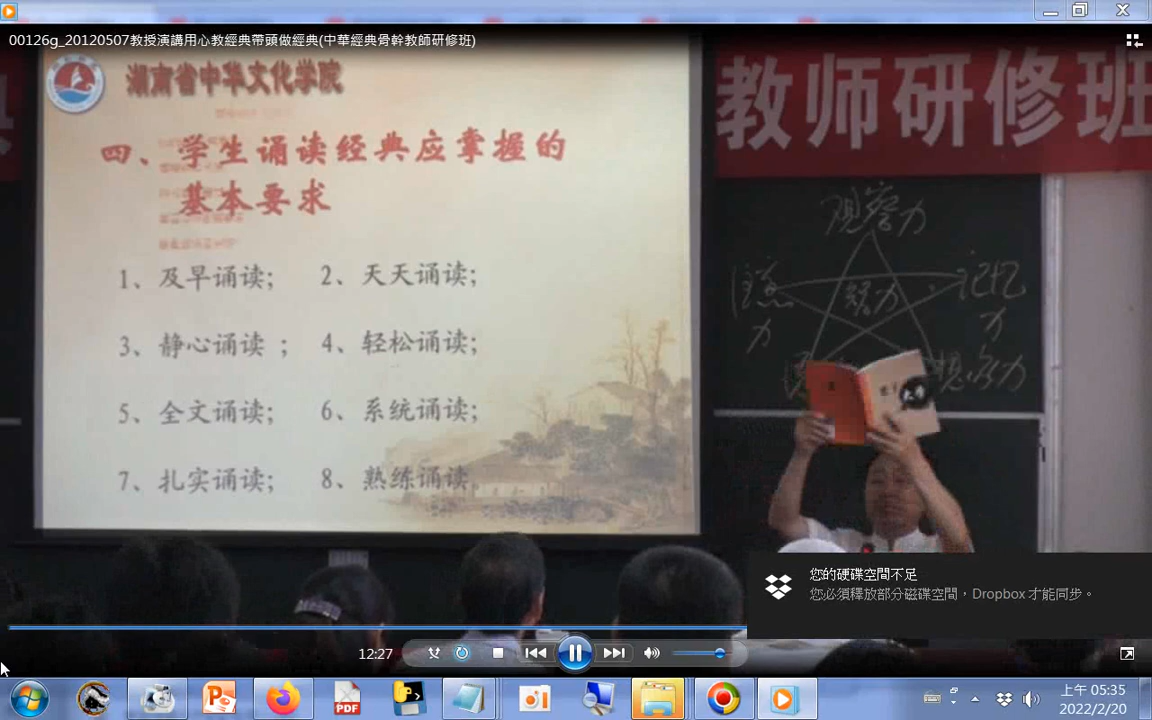 00126g_20120507教授演講用心教經典帶頭做經典(中華經典骨幹教師研修班)
湖南省中华文化学院
教师研修班
四、学生诵读经典应掌握的
基本要求
1、及早诵读; 2、天天诵读;
3、静心诵读 ; 4、轻松诵读;
5、全文诵读; 6、系统诵读;
7、扎实诵读; 8、熟练诵读。
观察力
记忆
力
努力
力
想象力
您的硬碟空間不足
您必須釋放部分磁碟空間，Dropbox 才能同步。
12:27
PDF
上午 05:35
2022/2/20